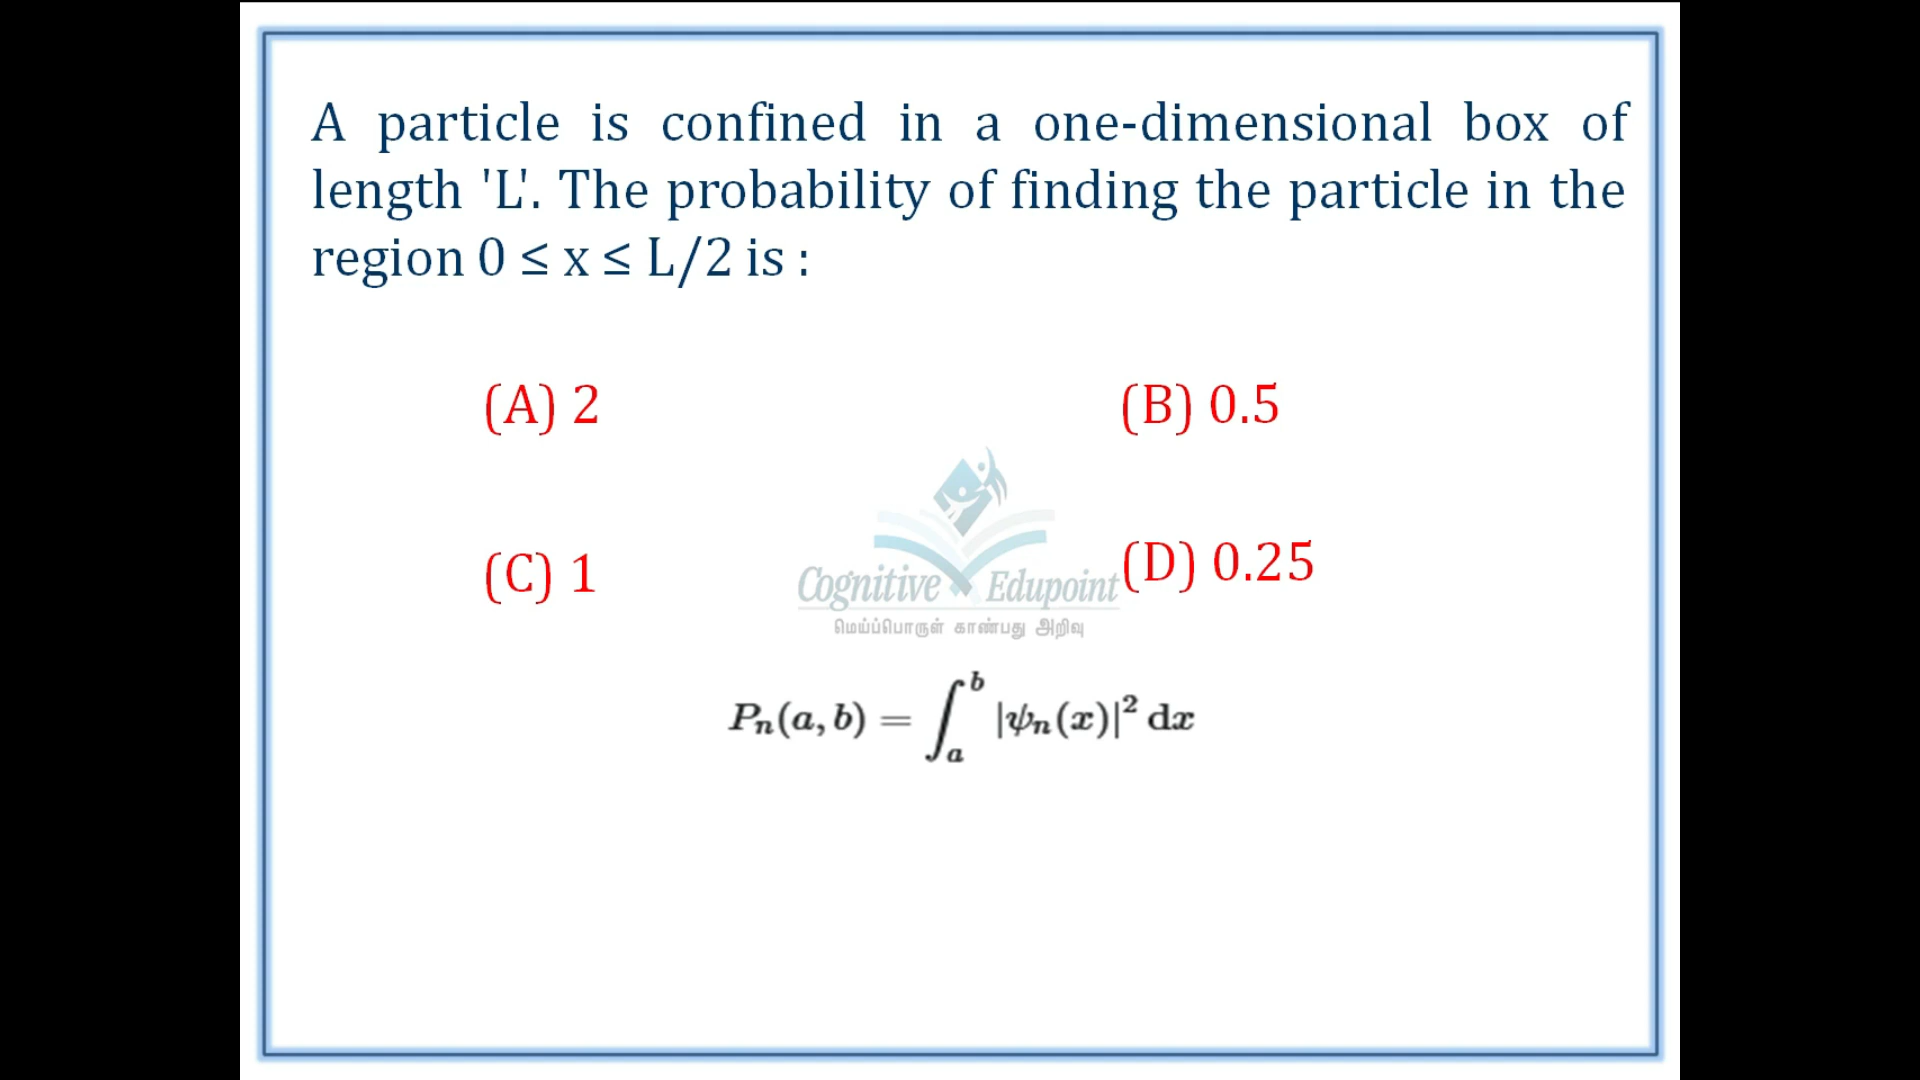 A particle is confined in a one-dimensional box of
length 'L'. The probability of finding the particle in the
region 0 ≤ x ≤ L/2 is :
(A) 2
(B) 0.5
(C) 1
(D) 0.25
Cognitive Edupoint
மெய்ப்பொருள் காண்பது அறிவு
Pₙ(a, b) = ∫ₐᵇ |ψₙ(x)|² dx